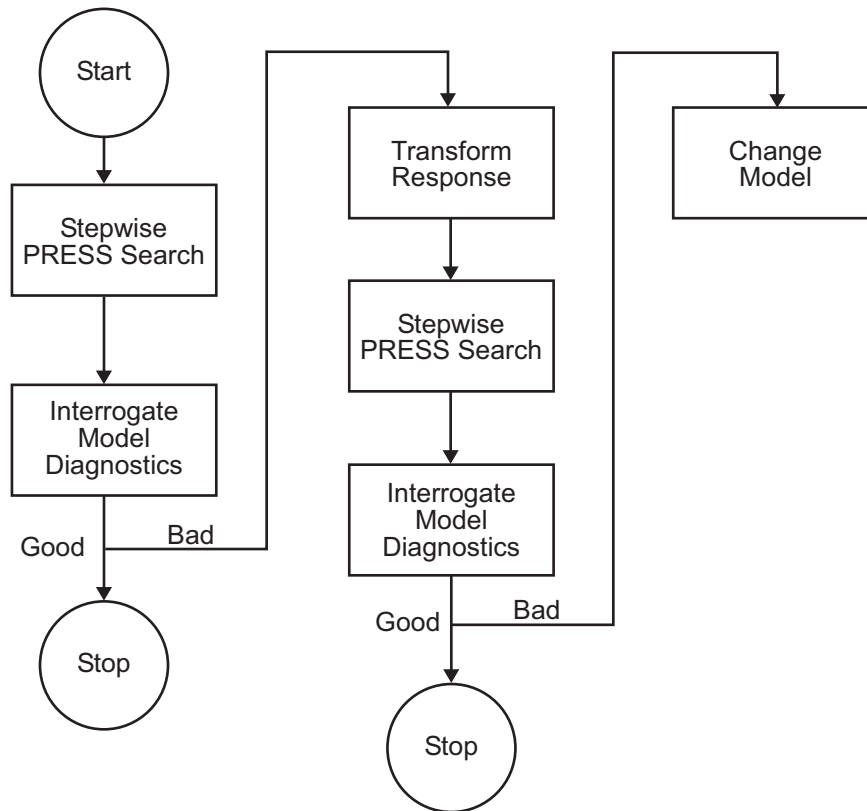 Start
Stepwise
PRESS Search
Interrogate
Model
Diagnostics
Good
Bad
Stop
Transform
Response
Stepwise
PRESS Search
Interrogate
Model
Diagnostics
Good
Bad
Stop
Change
Model